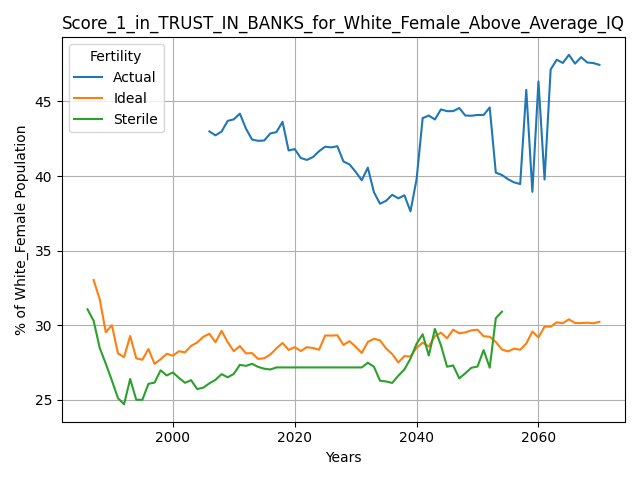 Score_1_in_TRUST_IN_BANKS_for_White_Female_Above_Average_IQ
Fertility
Actual
Ideal
Sterile
% of White_Female Population
45
40
35
30
25
2000
2020
2040
2060
Years